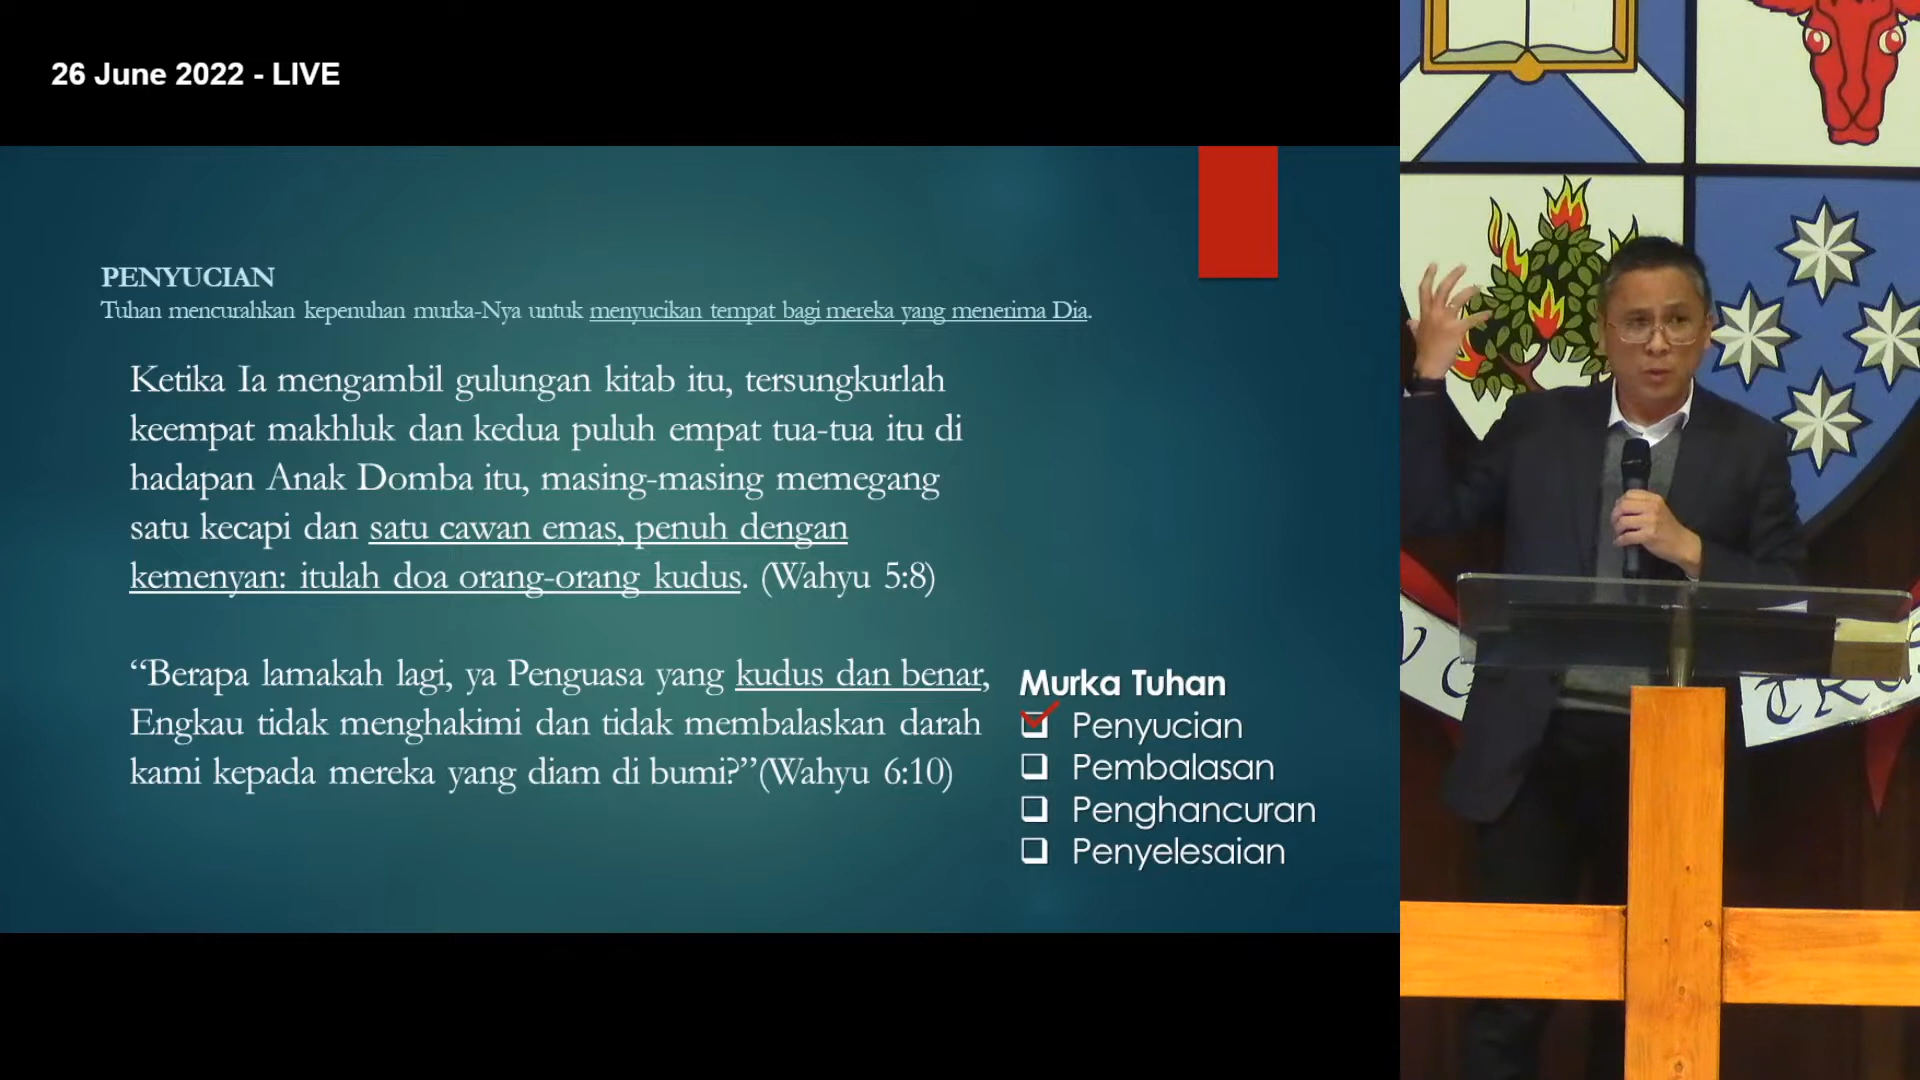 26 June 2022 - LIVE
PENYUCIAN
Tuhan mencurahkan kepenuhan murka-Nya untuk menyucikan tempat bagi mereka yang menerima Dia.
Ketika Ia mengambil gulungan kitab itu, tersungkurlah
keempat makhluk dan kedua puluh empat tua-tua itu di
hadapan Anak Domba itu, masing-masing memegang
satu kecapi dan satu cawan emas, penuh dengan
kemenyan: itulah doa orang-orang kudus. (Wahyu 5:8)
“Berapa lamakah lagi, ya Penguasa yang kudus dan benar,
Engkau tidak menghakimi dan tidak membalaskan darah
kami kepada mereka yang diam di bumi?”(Wahyu 6:10)
Murka Tuhan
Penyucian
Pembalasan
Penghancuran
Penyelesaian